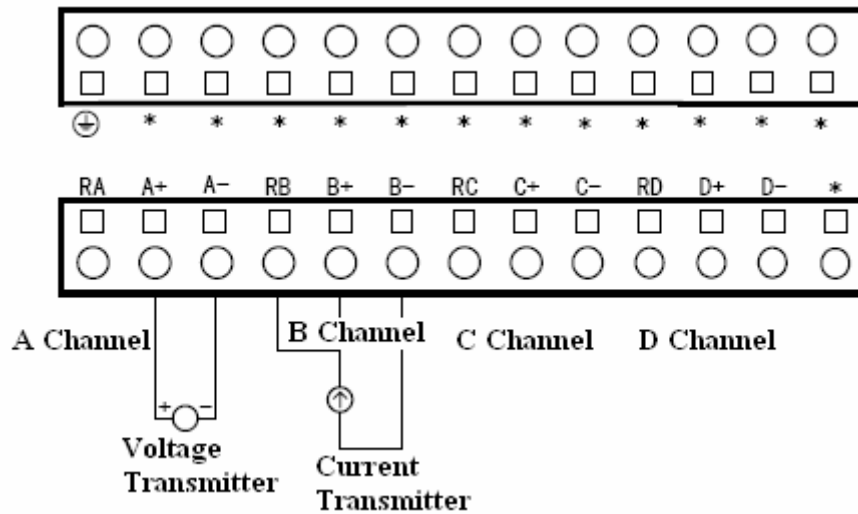 * * * * * * * * * * * *
RA A+ A- RB B+ B- RC C+ C- RD D+ D- *
A Channel B Channel C Channel D Channel
+ -
Voltage
Transmitter
Current
Transmitter